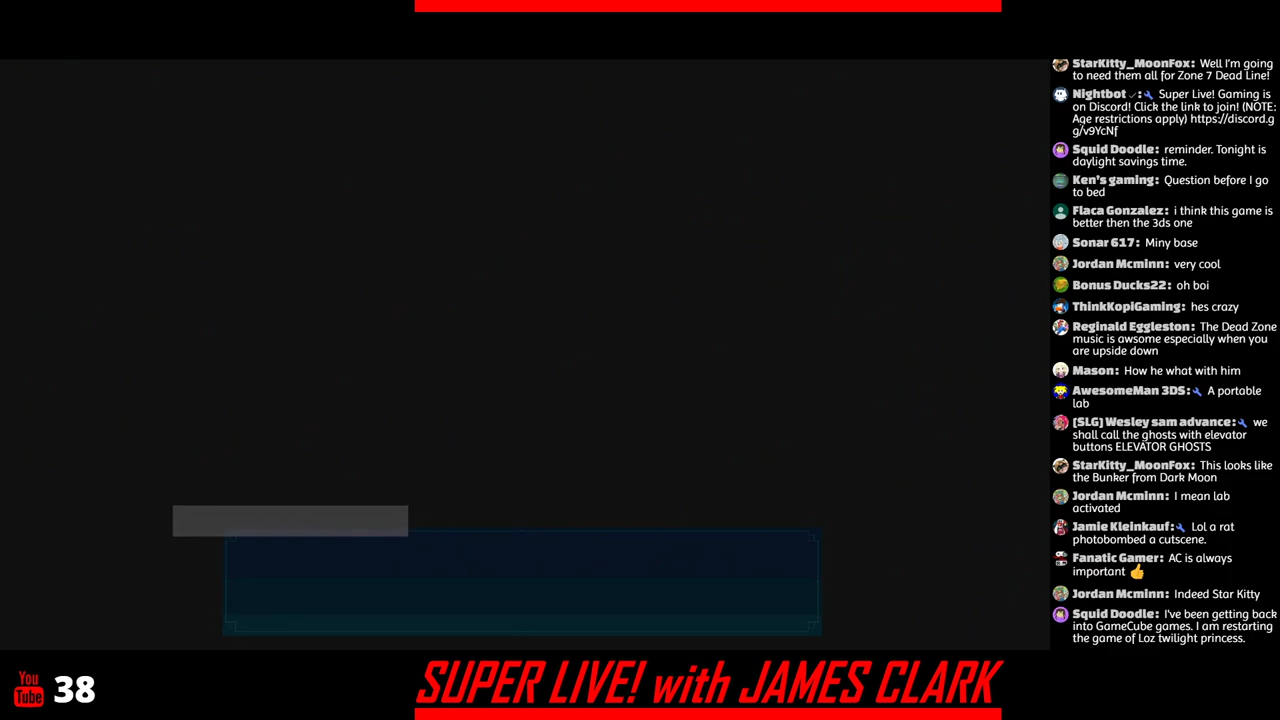 StarKitty_MoonFox: Well I'm going
to need them all for Zone 7 Dead Line!
Nightbot ✓: Super Live! Gaming is
on Discord! Click the link to join! (NOTE:
Age restrictions apply) https://discord.g
g/v9YcNf
Squid Doodle: reminder. Tonight is
daylight savings time.
Ken's gaming: Question before I go
to bed
Flaca Gonzalez: i think this game is
better then the 3ds one
Sonar 617: Miny base
Jordan Mcminn: very cool
Bonus Ducks22: oh boi
ThinkKopiGaming: hes crazy
Reginald Eggleston: The Dead Zone
music is awsome especially when you
are upside down
Mason: How he what with him
AwesomeMan 3DS: A portable
lab
[SLG] Wesley sam advance: we
shall call the ghosts with elevator
buttons ELEVATOR GHOSTS
StarKitty_MoonFox: This looks like
the Bunker from Dark Moon
Jordan Mcminn: I mean lab
activated
Jamie Kleinkauf: Lol a rat
photobombed a cutscene.
Fanatic Gamer: AC is always
important 👍
Jordan Mcminn: Indeed Star Kitty
Squid Doodle: I've been getting back
into GameCube games. I am restarting
the game of Loz twilight princess.
You
Tube
38
SUPER LIVE! with JAMES CLARK